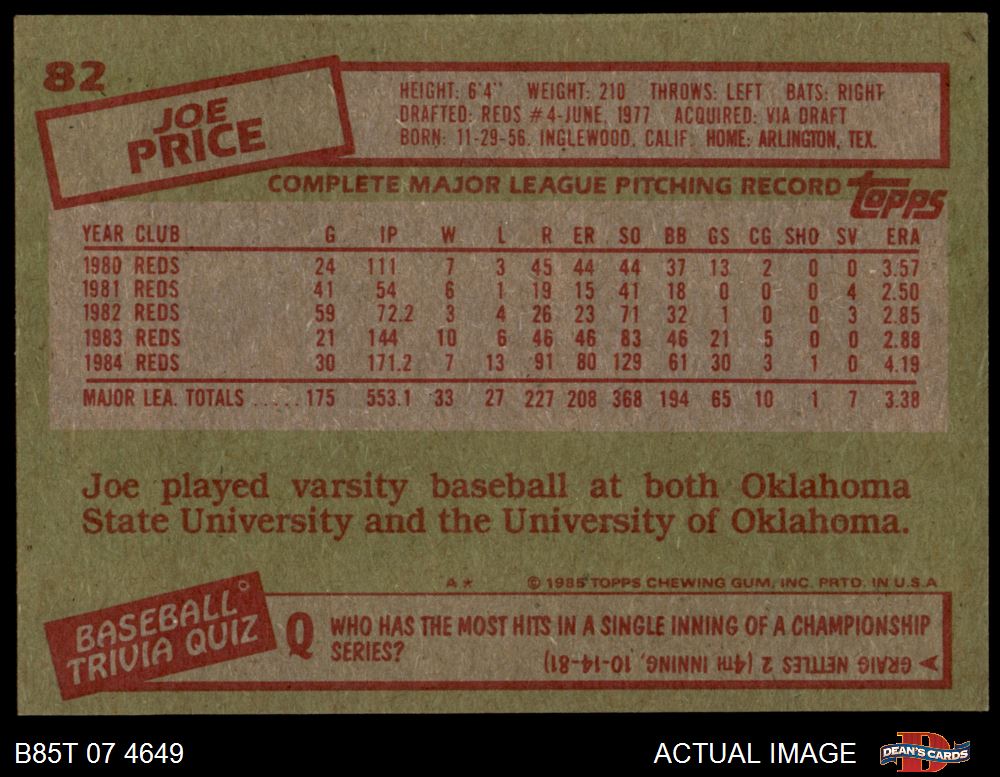 82
JOE
PRICE
HEIGHT: 6'4" WEIGHT: 210 THROWS: LEFT BATS: RIGHT
DRAFTED: REDS #4-JUNE, 1977 ACQUIRED: VIA DRAFT
BORN: 11-29-56, INGLEWOOD, CALIF. HOME: ARLINGTON, TEX.
COMPLETE MAJOR LEAGUE PITCHING RECORD topps
YEAR CLUB G IP W L R ER SO BB GS CG SHO SV ERA
1980 REDS 24 111 7 3 45 44 44 37 13 2 0 0 3.57
1981 REDS 41 54 6 1 19 15 41 18 0 0 0 4 2.50
1982 REDS 59 72.2 3 4 26 23 71 32 1 0 0 3 2.85
1983 REDS 21 144 10 6 46 46 83 46 21 5 0 0 2.88
1984 REDS 30 171.2 7 13 91 80 129 61 30 3 1 0 4.19
MAJOR LEA. TOTALS ..... 175 553.1 33 27 227 208 368 194 65 10 1 7 3.38
Joe played varsity baseball at both Oklahoma
State University and the University of Oklahoma.
A* © 1985 TOPPS CHEWING GUM, INC. PRTD. IN U.S.A
BASEBALL
TRIVIA QUIZ
Q WHO HAS THE MOST HITS IN A SINGLE INNING OF A CHAMPIONSHIP
SERIES?
GRAIG NETTLES 2 (4TH INNING, 10-14-81)
B85T 07 4649
ACTUAL IMAGE
D
DEAN'S CARDS